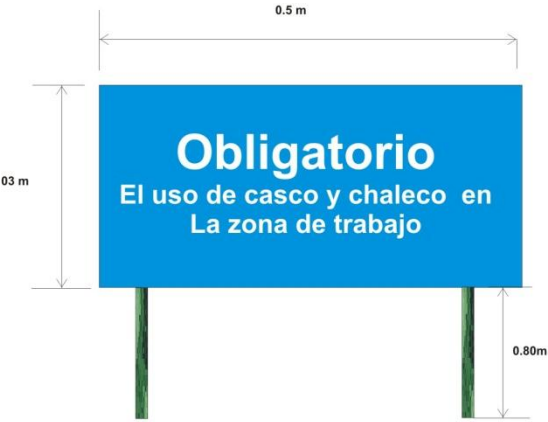 0.5 m
03 m
Obligatorio
El uso de casco y chaleco en
La zona de trabajo
0.80m